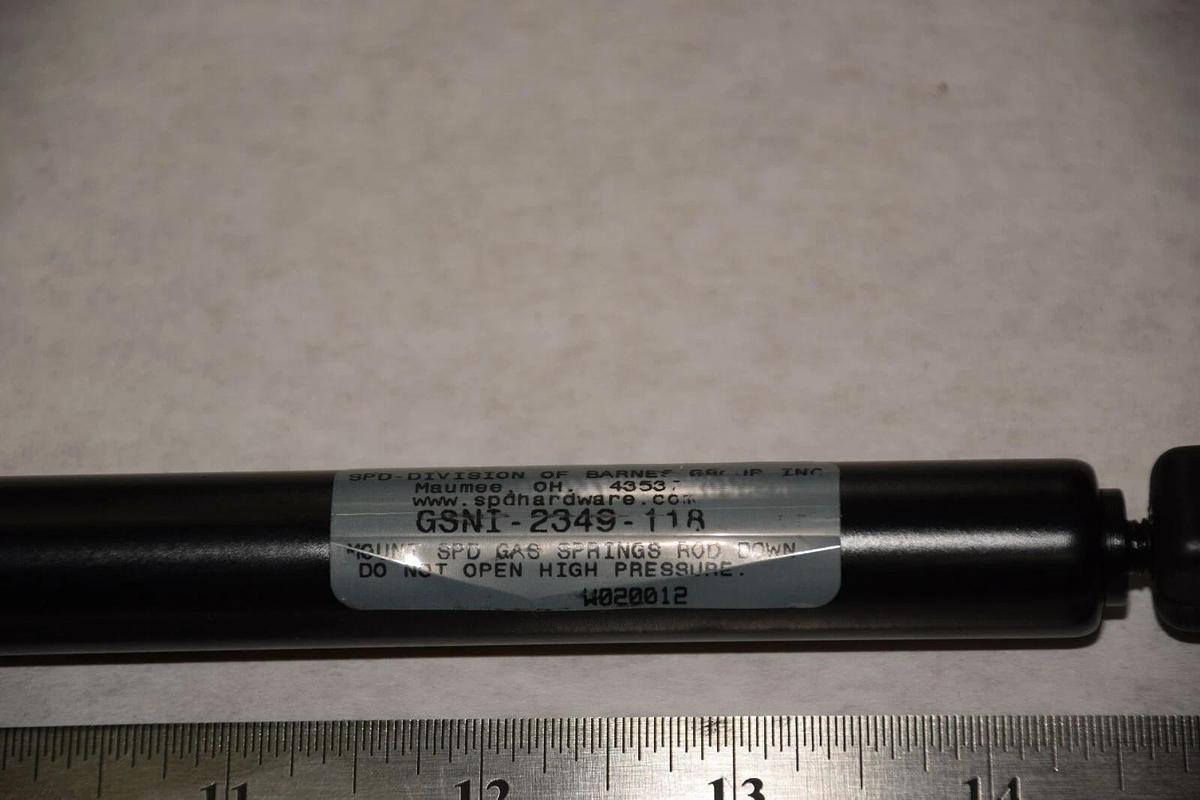 SPD-DIVISION OF BARNES GROUP INC
Maumee, OH. 43537
www.spdhardware.com
GSNI-2349-118
MOUNT SPD GAS SPRINGS ROD DOWN.
DO NOT OPEN HIGH PRESSURE.
W020012
11 12 13 14